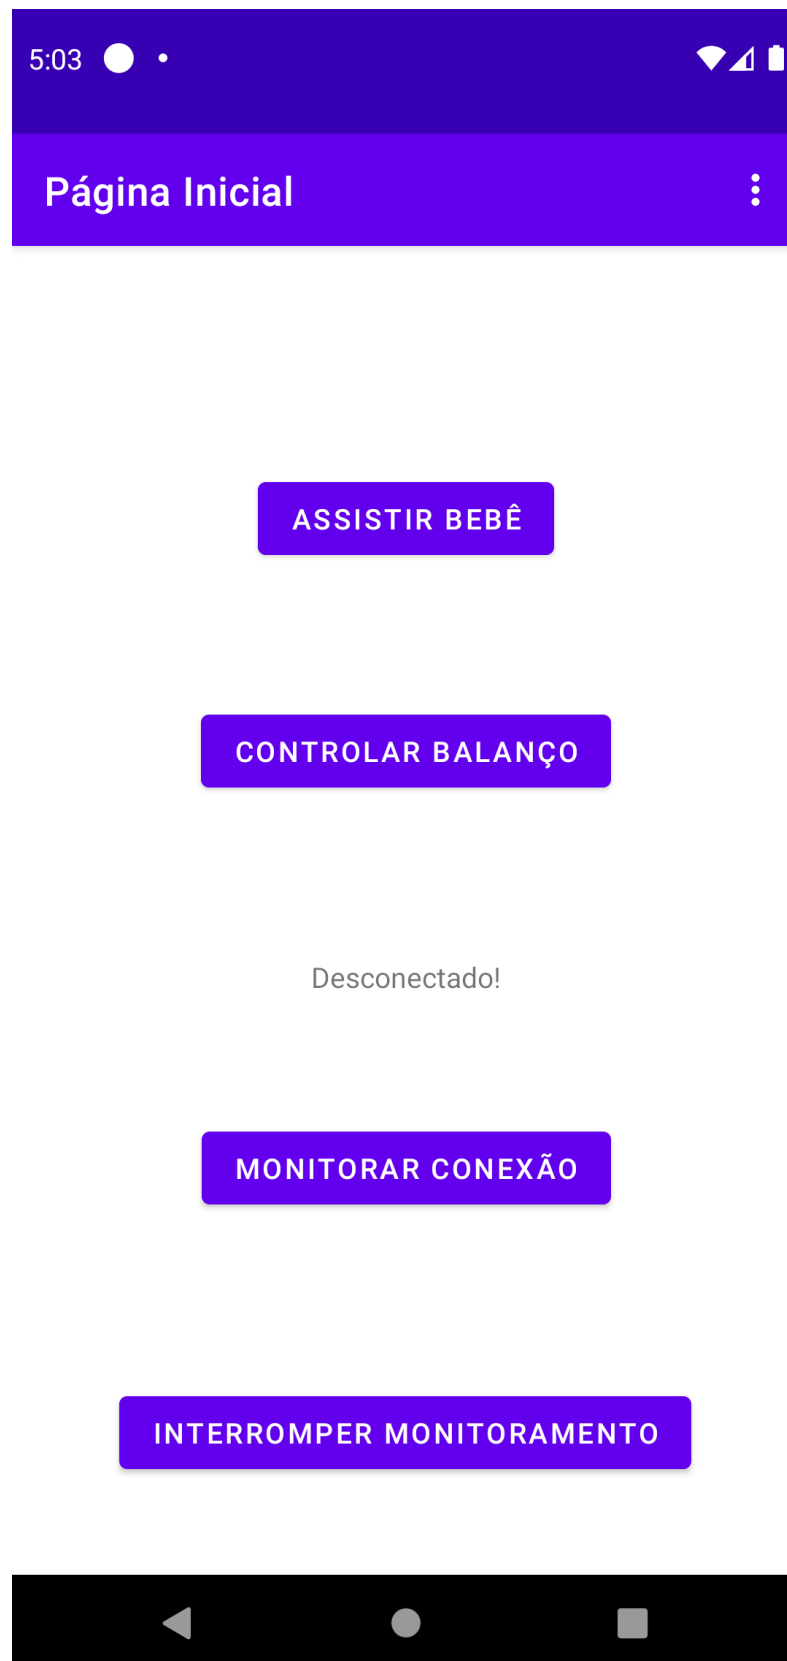 5:03
Página Inicial
ASSISTIR BEBÊ
CONTROLAR BALANÇO
Desconectado!
MONITORAR CONEXÃO
INTERROMPER MONITORAMENTO